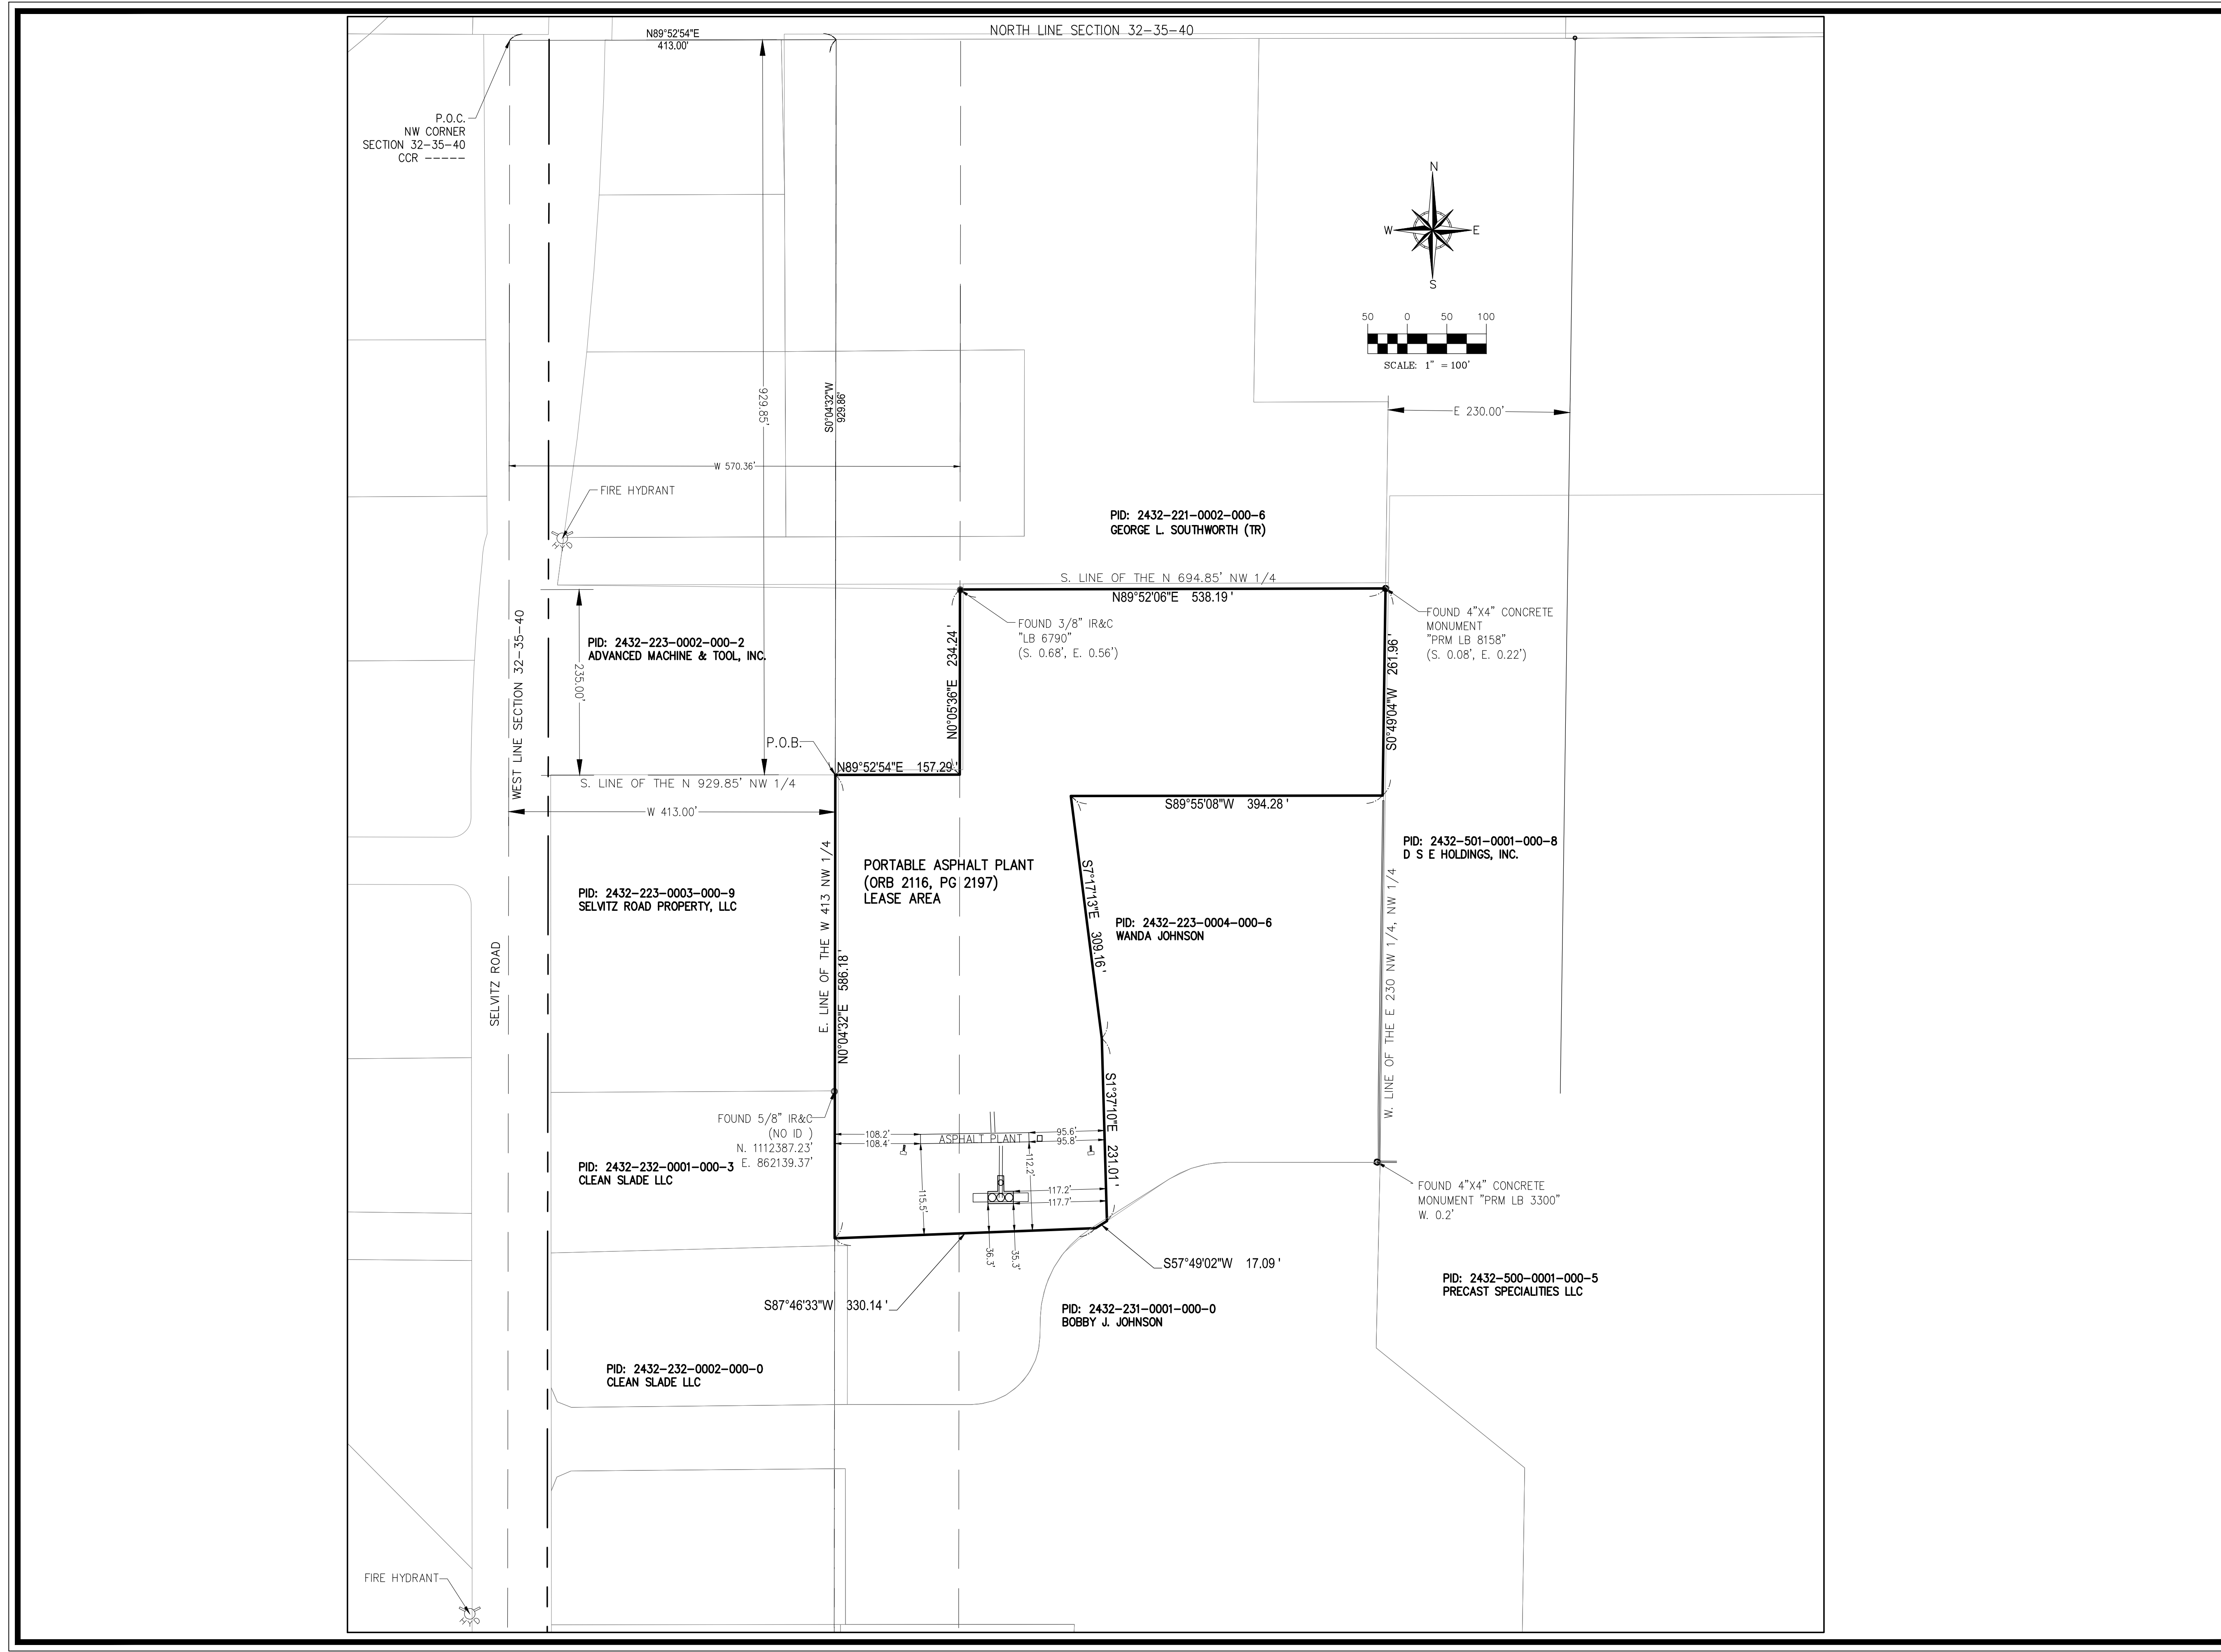 N89°52'54"E
413.00'
NORTH LINE SECTION 32-35-40
P.O.C.
NW CORNER
SECTION 32-35-40
CCR -----
N
W
E
S
50 0 50 100
SCALE: 1" = 100'
E 230.00'
929.85'
S0°04'32"W
929.86'
W 570.36'
FIRE HYDRANT
HYD
PID: 2432-221-0002-000-6
GEORGE L. SOUTHWORTH (TR)
S. LINE OF THE N 694.85' NW 1/4
N89°52'06"E 538.19'
FOUND 3/8" IR&C
"LB 6790"
(S. 0.68', E. 0.56')
FOUND 4"X4" CONCRETE
MONUMENT
"PRM LB 8158"
(S. 0.08', E. 0.22')
WEST LINE SECTION 32-35-40
235.00'
PID: 2432-223-0002-000-2
ADVANCED MACHINE & TOOL, INC.
N0°05'36"E 234.24'
S0°49'04"W 261.96'
P.O.B.
N89°52'54"E 157.29'
S. LINE OF THE N 929.85' NW 1/4
W 413.00'
S89°55'08"W 394.28'
PID: 2432-501-0001-000-8
D S E HOLDINGS, INC.
PORTABLE ASPHALT PLANT
(ORB 2116, PG 2197)
LEASE AREA
PID: 2432-223-0003-000-9
SELVITZ ROAD PROPERTY, LLC
E. LINE OF THE W 413 NW 1/4
N0°04'32"E 586.18'
S7°17'13"E 309.16'
PID: 2432-223-0004-000-6
WANDA JOHNSON
W. LINE OF THE E 230 NW 1/4, NW 1/4
SELVITZ ROAD
S1°37'10"E 231.01'
FOUND 5/8" IR&C
(NO ID )
N. 1112387.23'
E. 862139.37'
108.2'
108.4'
ASPHALT PLANT
95.6'
95.8'
112.2'
115.5'
117.2'
117.7'
36.3'
35.3'
PID: 2432-232-0001-000-3
CLEAN SLADE LLC
FOUND 4"X4" CONCRETE
MONUMENT "PRM LB 3300"
W. 0.2'
S57°49'02"W 17.09'
S87°46'33"W 330.14'
PID: 2432-231-0001-000-0
BOBBY J. JOHNSON
PID: 2432-500-0001-000-5
PRECAST SPECIALITIES LLC
PID: 2432-232-0002-000-0
CLEAN SLADE LLC
FIRE HYDRANT
HYD